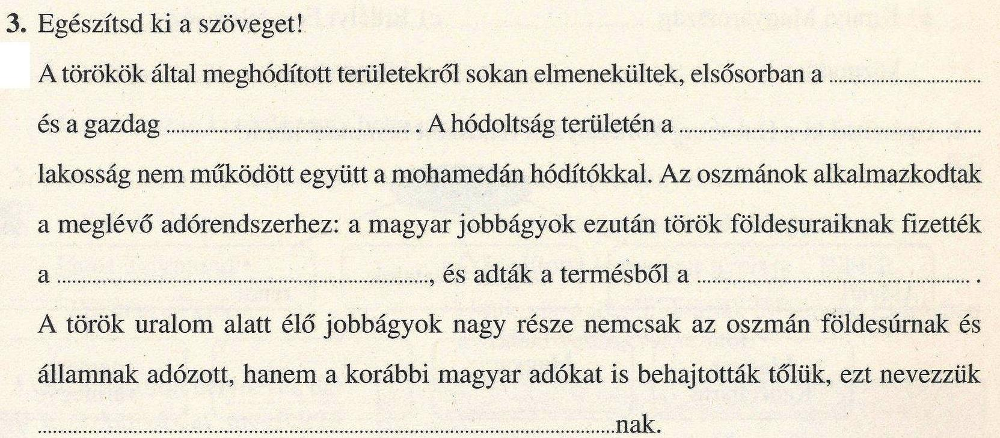 3. Egészítsd ki a szöveget!
A törökök által meghódított területekről sokan elmenekültek, elsősorban a ..............................
és a gazdag .................................................. . A hódoltság területén a ..............................................................
lakosság nem működött együtt a mohamedán hódítókkal. Az oszmánok alkalmazkodtak
a meglévő adórendszerhez: a magyar jobbágyok ezután török földesuraiknak fizették
a .........................................................................., és adták a termésből a ........................................................ .
A török uralom alatt élő jobbágyok nagy része nemcsak az oszmán földesúrnak és
államnak adózott, hanem a korábbi magyar adókat is behajtották tőlük, ezt nevezzük
......................................................................................................................nak.